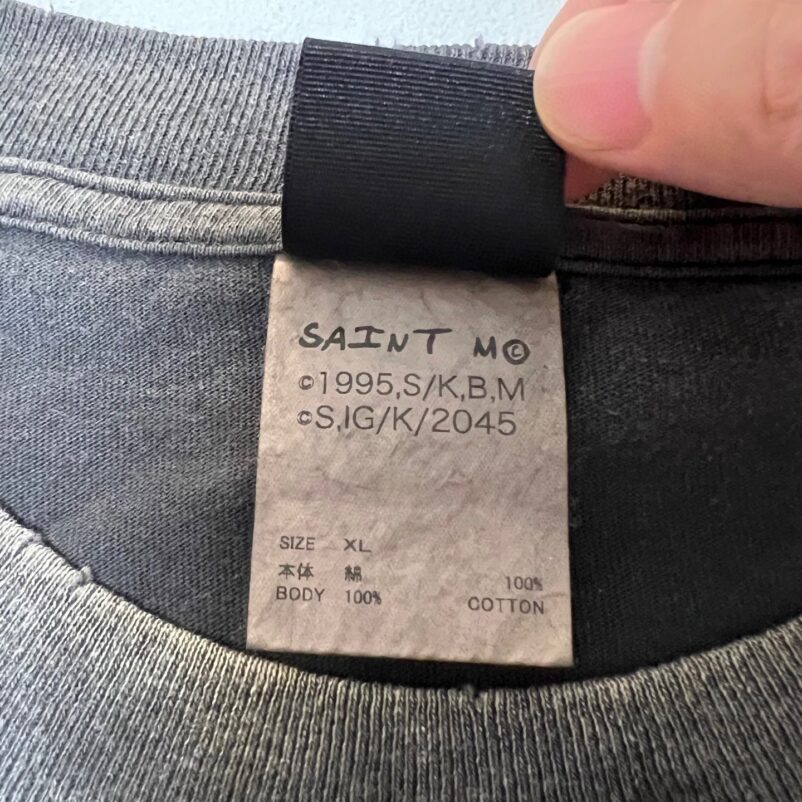 SAINT M©
©1995,S/K,B,M
©S,IG/K/2045
SIZE XL
本体 綿
BODY 100%
100%
COTTON